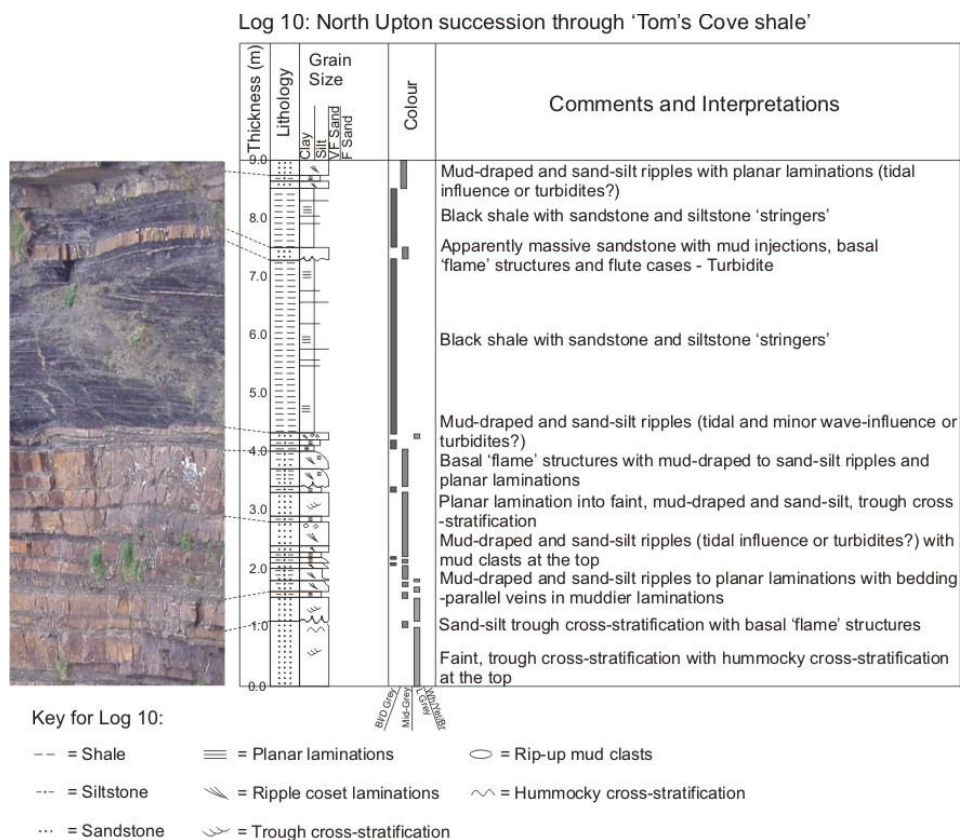 Log 10: North Upton succession through ‘Tom’s Cove shale’
Thickness (m)
Lithology
Grain
Size
Clay
Silt
VF Sand
F Sand
Colour
Comments and Interpretations
9.0
8.0
7.0
6.0
5.0
4.0
3.0
2.0
1.0
0.0
Mud-draped and sand-silt ripples with planar laminations (tidal
influence or turbidites?)
Black shale with sandstone and siltstone ‘stringers’
Apparently massive sandstone with mud injections, basal
‘flame’ structures and flute cases - Turbidite
Black shale with sandstone and siltstone ‘stringers’
Mud-draped and sand-silt ripples (tidal and minor wave-influence or
turbidites?)
Basal ‘flame’ structures with mud-draped to sand-silt ripples and
planar laminations
Planar lamination into faint, mud-draped and sand-silt, trough cross
-stratification
Mud-draped and sand-silt ripples (tidal influence or turbidites?) with
mud clasts at the top
Mud-draped and sand-silt ripples to planar laminations with bedding
-parallel veins in muddier laminations
Sand-silt trough cross-stratification with basal ‘flame’ structures
Faint, trough cross-stratification with hummocky cross-stratification
at the top
Bl/D Grey
Mid-Grey
L Grey
Wh/Yel/Br
Key for Log 10:
= Shale
= Planar laminations
= Rip-up mud clasts
= Siltstone
= Ripple coset laminations
= Hummocky cross-stratification
= Sandstone
= Trough cross-stratification